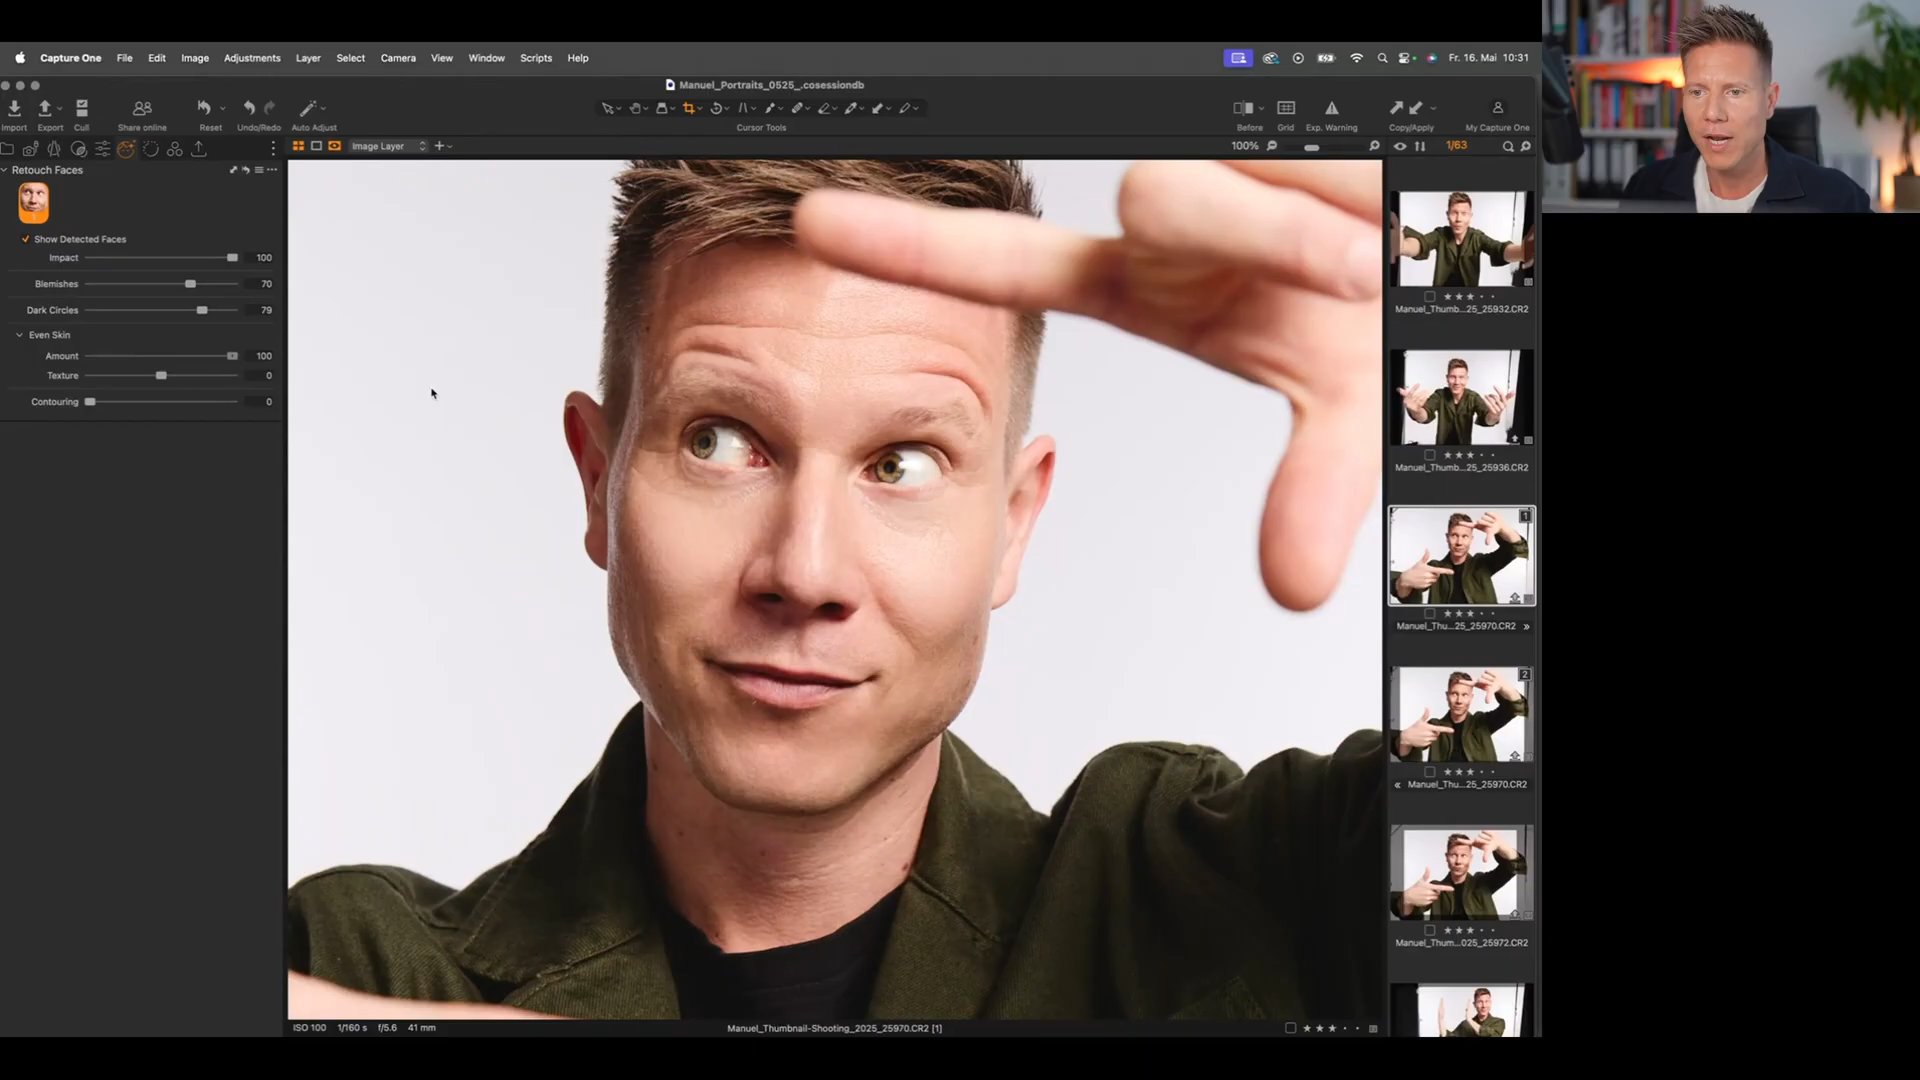 Capture One File Edit Image Adjustments Layer Select Camera View Window Scripts Help Fr. 16. Mai 10:31
Manuel_Portraits_0525_.cosessiondb
Import Export Cull Share online Reset Undo/Redo Auto Adjust Cursor Tools Before Grid Exp. Warning Copy/Apply My Capture One
Image Layer 100% 1/63
Retouch Faces
1
Show Detected Faces
Impact 100
Blemishes 70
Dark Circles 79
Even Skin
Amount 100
Texture 0
Contouring 0
Manuel_Thumb...25_25932.CR2
Manuel_Thumb...25_25936.CR2
1
Manuel_Thu...25_25970.CR2 »
2
« Manuel_Thu...25_25970.CR2
Manuel_Thum...025_25972.CR2
ISO 100 1/160 s f/5.6 41 mm Manuel_Thumbnail-Shooting_2025_25970.CR2 [1]